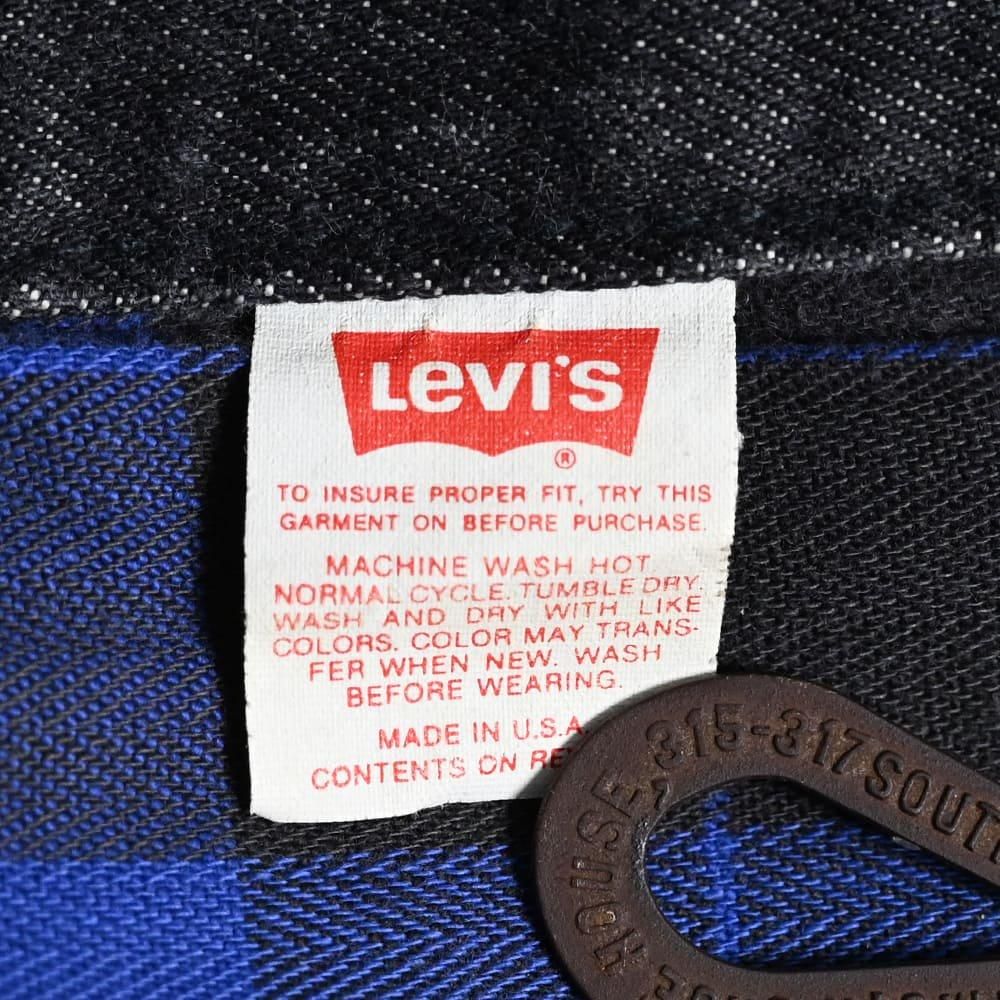 Levi's
®
TO INSURE PROPER FIT, TRY THIS
GARMENT ON BEFORE PURCHASE.
MACHINE WASH HOT
NORMAL CYCLE. TUMBLE DRY.
WASH AND DRY WITH LIKE
COLORS. COLOR MAY TRANS-
FER WHEN NEW. WASH
BEFORE WEARING.
MADE IN U.S.A.
CONTENTS ON RE
HOUSE, 315-317 SOUT